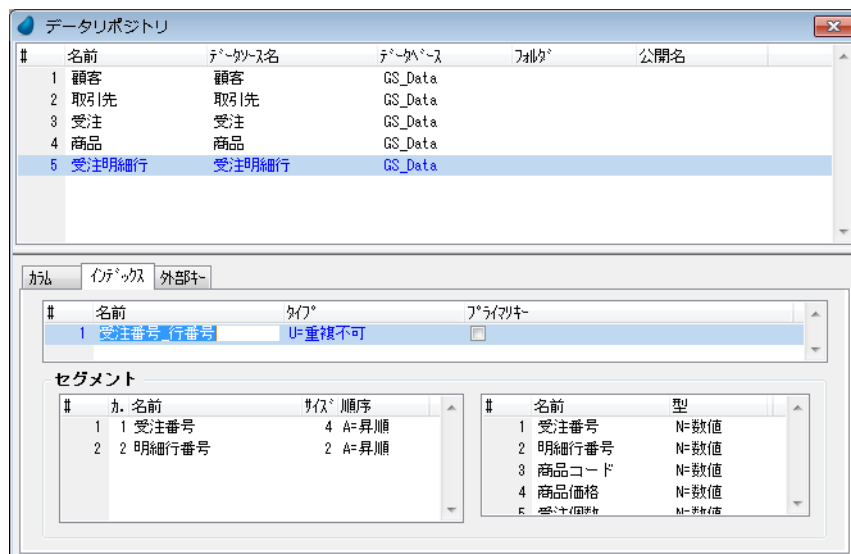 データリポジトリ
# 名前 ﾃﾞｰﾀｿｰｽ名 ﾃﾞｰﾀﾍﾞｰｽ ﾌｫﾙﾀﾞ 公開名
1 顧客 顧客 GS_Data
2 取引先 取引先 GS_Data
3 受注 受注 GS_Data
4 商品 商品 GS_Data
5 受注明細行 受注明細行 GS_Data
ｶﾗﾑ ｲﾝﾃﾞｯｸｽ 外部ｷｰ
# 名前 ﾀｲﾌﾟ ﾌﾟﾗｲﾏﾘｷｰ
1 受注番号_行番号 U=重複不可
セグメント
# ｶ. 名前 ｻｲｽﾞ 順序
1 1 受注番号 4 A=昇順
2 2 明細行番号 2 A=昇順
# 名前 型
1 受注番号 N=数値
2 明細行番号 N=数値
3 商品コード N=数値
4 商品価格 N=数値
5 受注個数 N=数値